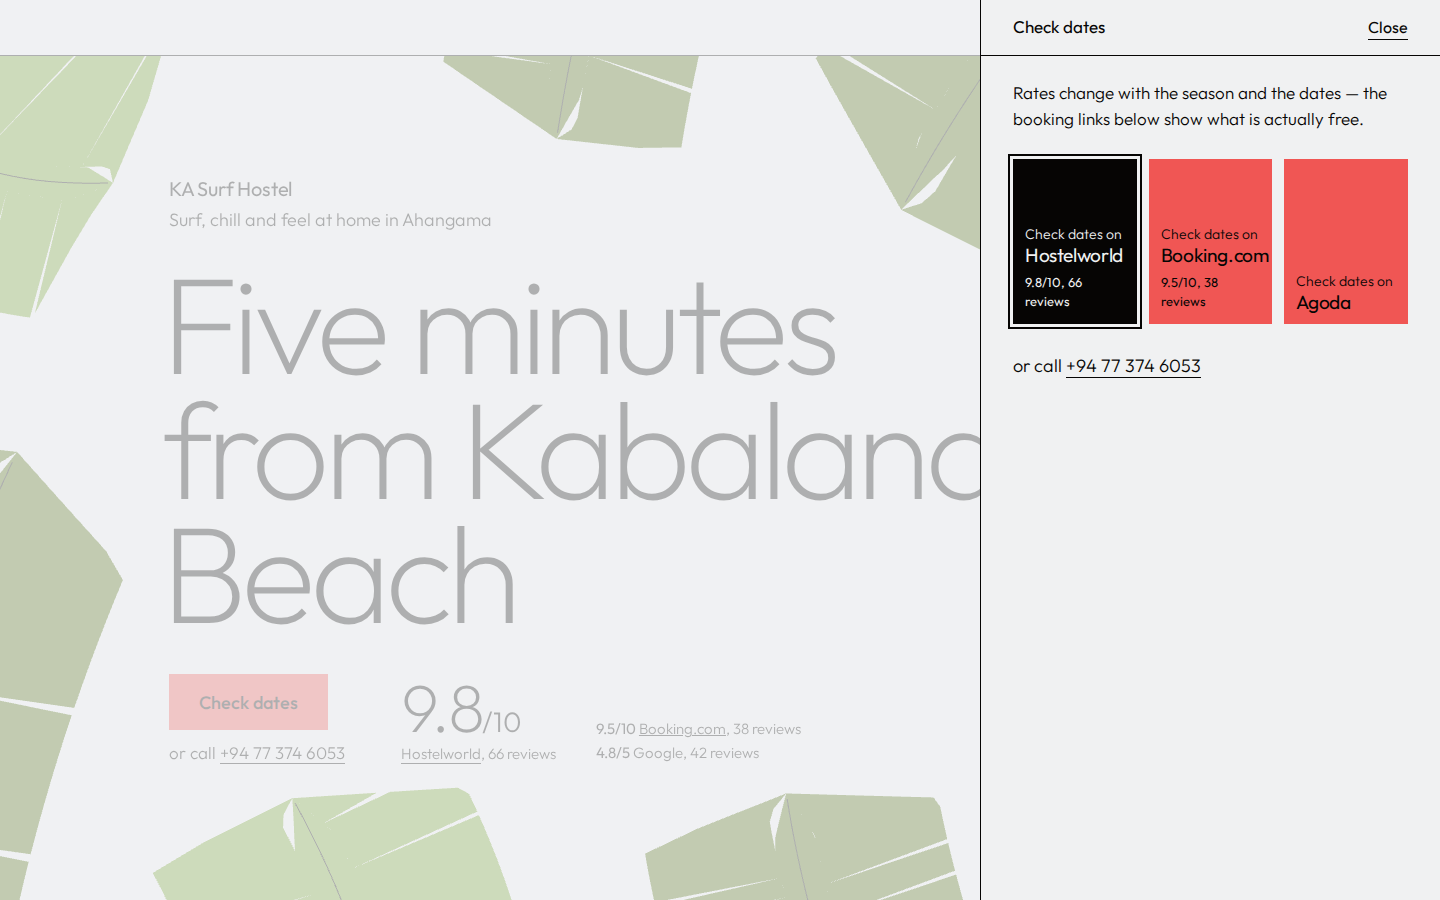 Check dates
Close
Rates change with the season and the dates — the
booking links below show what is actually free.
Check dates on
Hostelworld
9.8/10, 66
reviews
Check dates on
Booking.com
9.5/10, 38
reviews
Check dates on
Agoda
or call +94 77 374 6053
KA Surf Hostel
Surf, chill and feel at home in Ahangama
Five minutes
from Kabalana
Beach
Check dates
or call +94 77 374 6053
9.8/10
Hostelworld, 66 reviews
9.5/10 Booking.com, 38 reviews
4.8/5 Google, 42 reviews